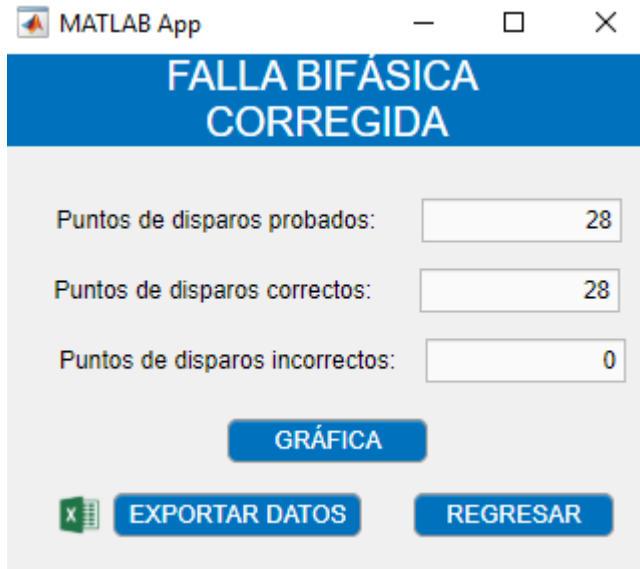 MATLAB App
FALLA BIFÁSICA
CORREGIDA
Puntos de disparos probados: 28
Puntos de disparos correctos: 28
Puntos de disparos incorrectos: 0
GRÁFICA
EXPORTAR DATOS REGRESAR